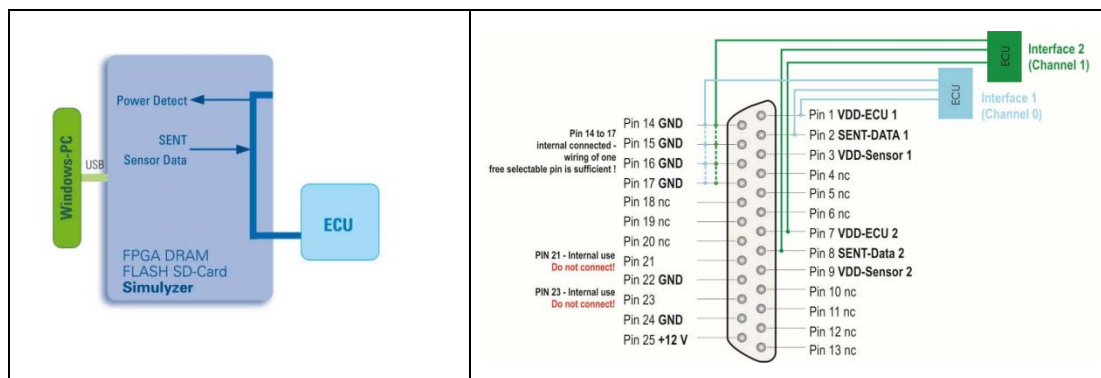 Windows-PC
USB
Power Detect
SENT
Sensor Data
ECU
FPGA DRAM
FLASH SD-Card
Simulyzer
ECU
Interface 2
(Channel 1)
ECU
Interface 1
(Channel 0)
Pin 14 to 17
internal connected -
wiring of one
free selectable pin is sufficient !
Pin 14 GND
Pin 15 GND
Pin 16 GND
Pin 17 GND
Pin 18 nc
Pin 19 nc
Pin 20 nc
PIN 21 - Internal use
Do not connect!
Pin 21
Pin 22 GND
PIN 23 - Internal use
Do not connect!
Pin 23
Pin 24 GND
Pin 25 +12 V
Pin 1 VDD-ECU 1
Pin 2 SENT-DATA 1
Pin 3 VDD-Sensor 1
Pin 4 nc
Pin 5 nc
Pin 6 nc
Pin 7 VDD-ECU 2
Pin 8 SENT-Data 2
Pin 9 VDD-Sensor 2
Pin 10 nc
Pin 11 nc
Pin 12 nc
Pin 13 nc